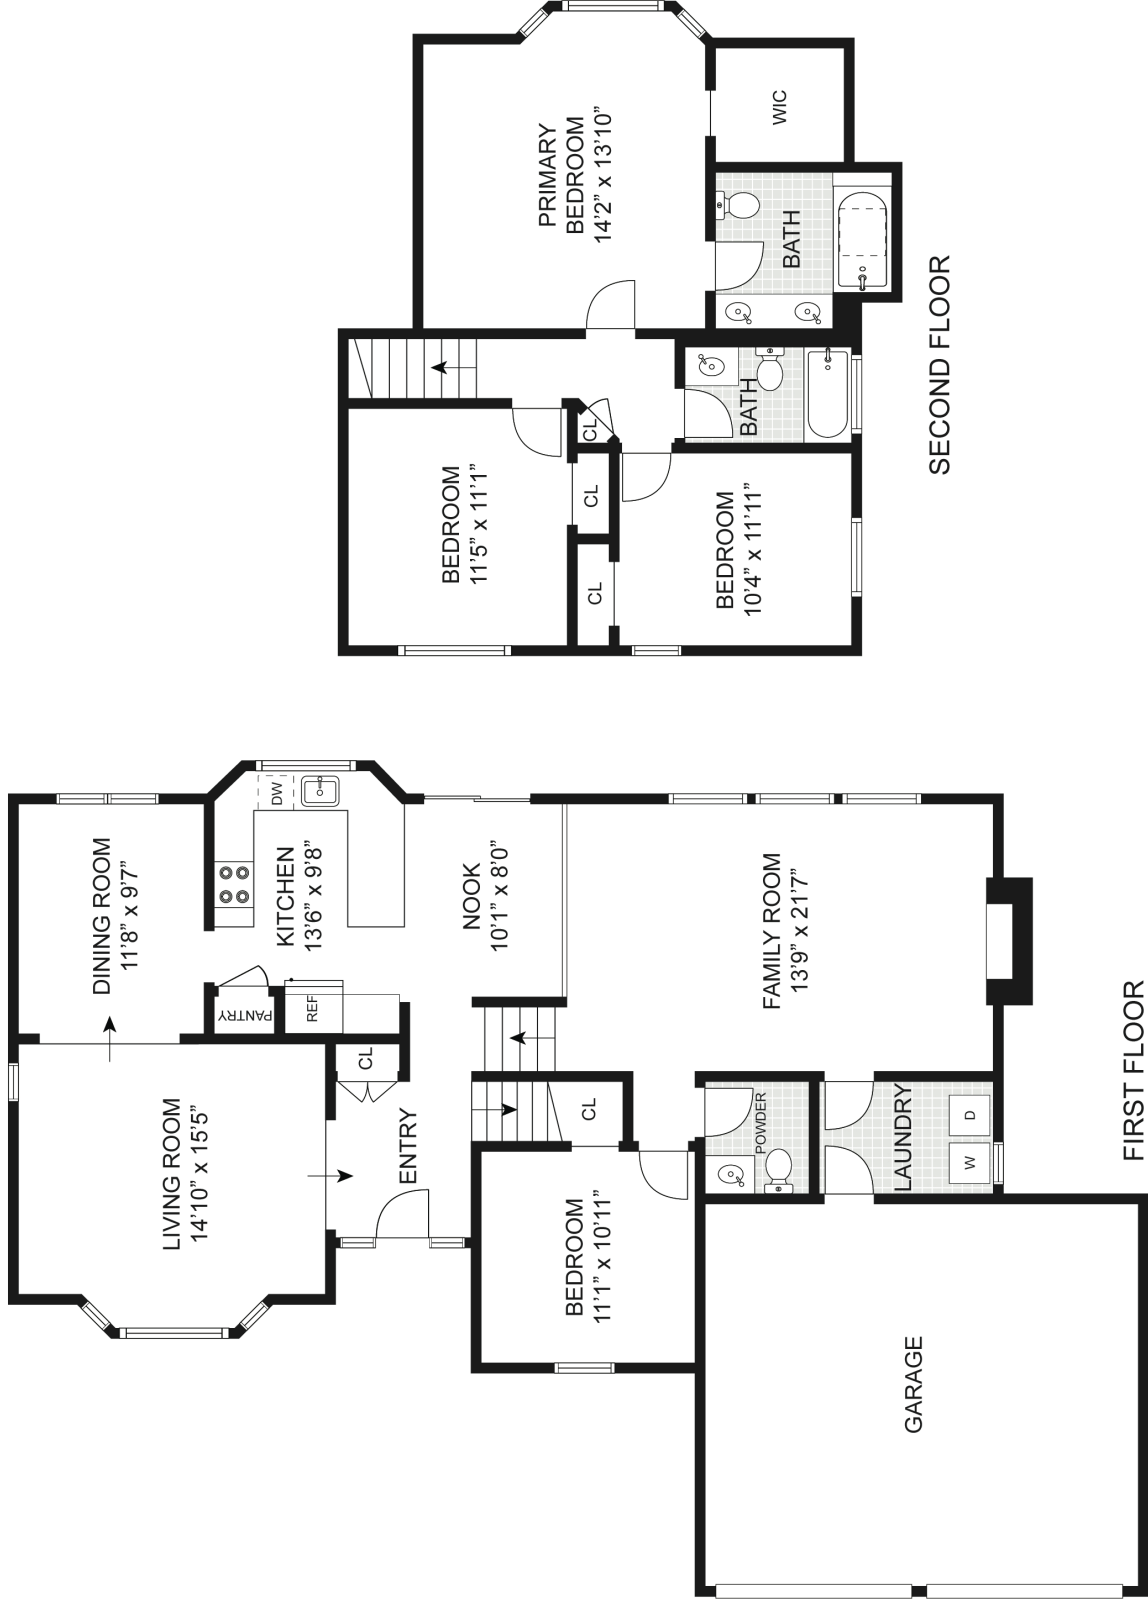 PRIMARY
BEDROOM
14’2” x 13’10”
WIC
BATH
BATH
CL
CL
CL
BEDROOM
11’5” x 11’1”
BEDROOM
10’4” x 11’11”
SECOND FLOOR
DINING ROOM
11’8” x 9’7”
DW
KITCHEN
13’6” x 9’8”
PANTRY
REF
NOOK
10’1” x 8’0”
FAMILY ROOM
13’9” x 21’7”
LIVING ROOM
14’10” x 15’5”
CL
ENTRY
CL
BEDROOM
11’1” x 10’11”
POWDER
LAUNDRY
D
W
GARAGE
FIRST FLOOR